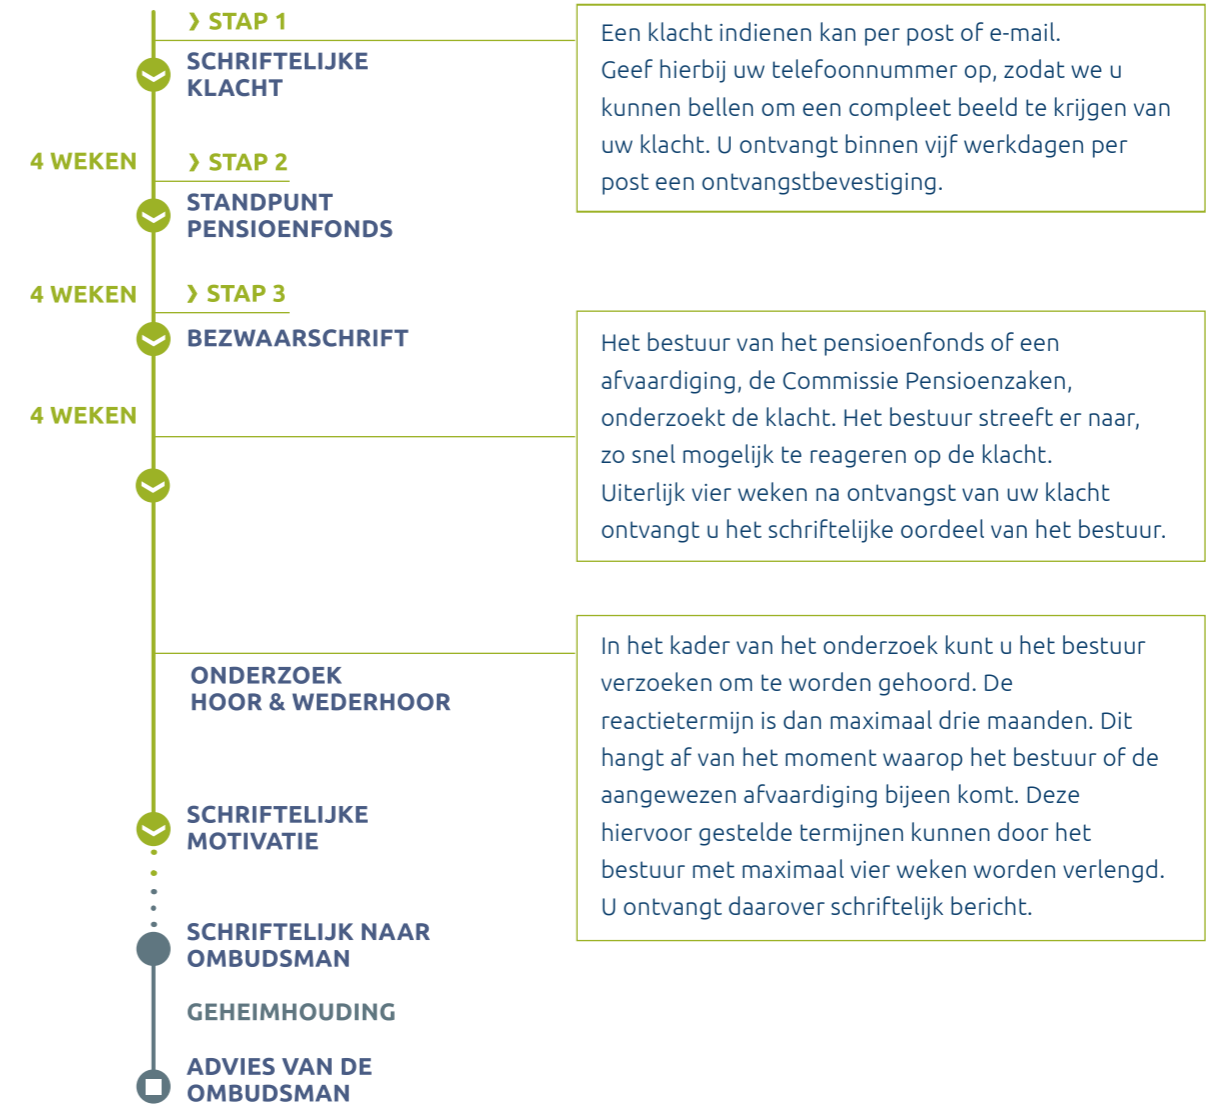 STAP 1
SCHRIFTELIJKE
KLACHT
Een klacht indienen kan per post of e-mail.
Geef hierbij uw telefoonnummer op, zodat we u
kunnen bellen om een compleet beeld te krijgen van
uw klacht. U ontvangt binnen vijf werkdagen per
post een ontvangstbevestiging.
4 WEKEN
STAP 2
STANDPUNT
PENSIOENFONDS
4 WEKEN
STAP 3
BEZWAARSCHRIFT
4 WEKEN
Het bestuur van het pensioenfonds of een
afvaardiging, de Commissie Pensioenzaken,
onderzoekt de klacht. Het bestuur streeft er naar,
zo snel mogelijk te reageren op de klacht.
Uiterlijk vier weken na ontvangst van uw klacht
ontvangt u het schriftelijke oordeel van het bestuur.
ONDERZOEK
HOOR & WEDERHOOR
In het kader van het onderzoek kunt u het bestuur
verzoeken om te worden gehoord. De
reactietermijn is dan maximaal drie maanden. Dit
hangt af van het moment waarop het bestuur of de
aangewezen afvaardiging bijeen komt. Deze
hiervoor gestelde termijnen kunnen door het
bestuur met maximaal vier weken worden verlengd.
U ontvangt daarover schriftelijk bericht.
SCHRIFTELIJKE
MOTIVATIE
SCHRIFTELIJK NAAR
OMBUDSMAN
GEHEIMHOUDING
ADVIES VAN DE
OMBUDSMAN